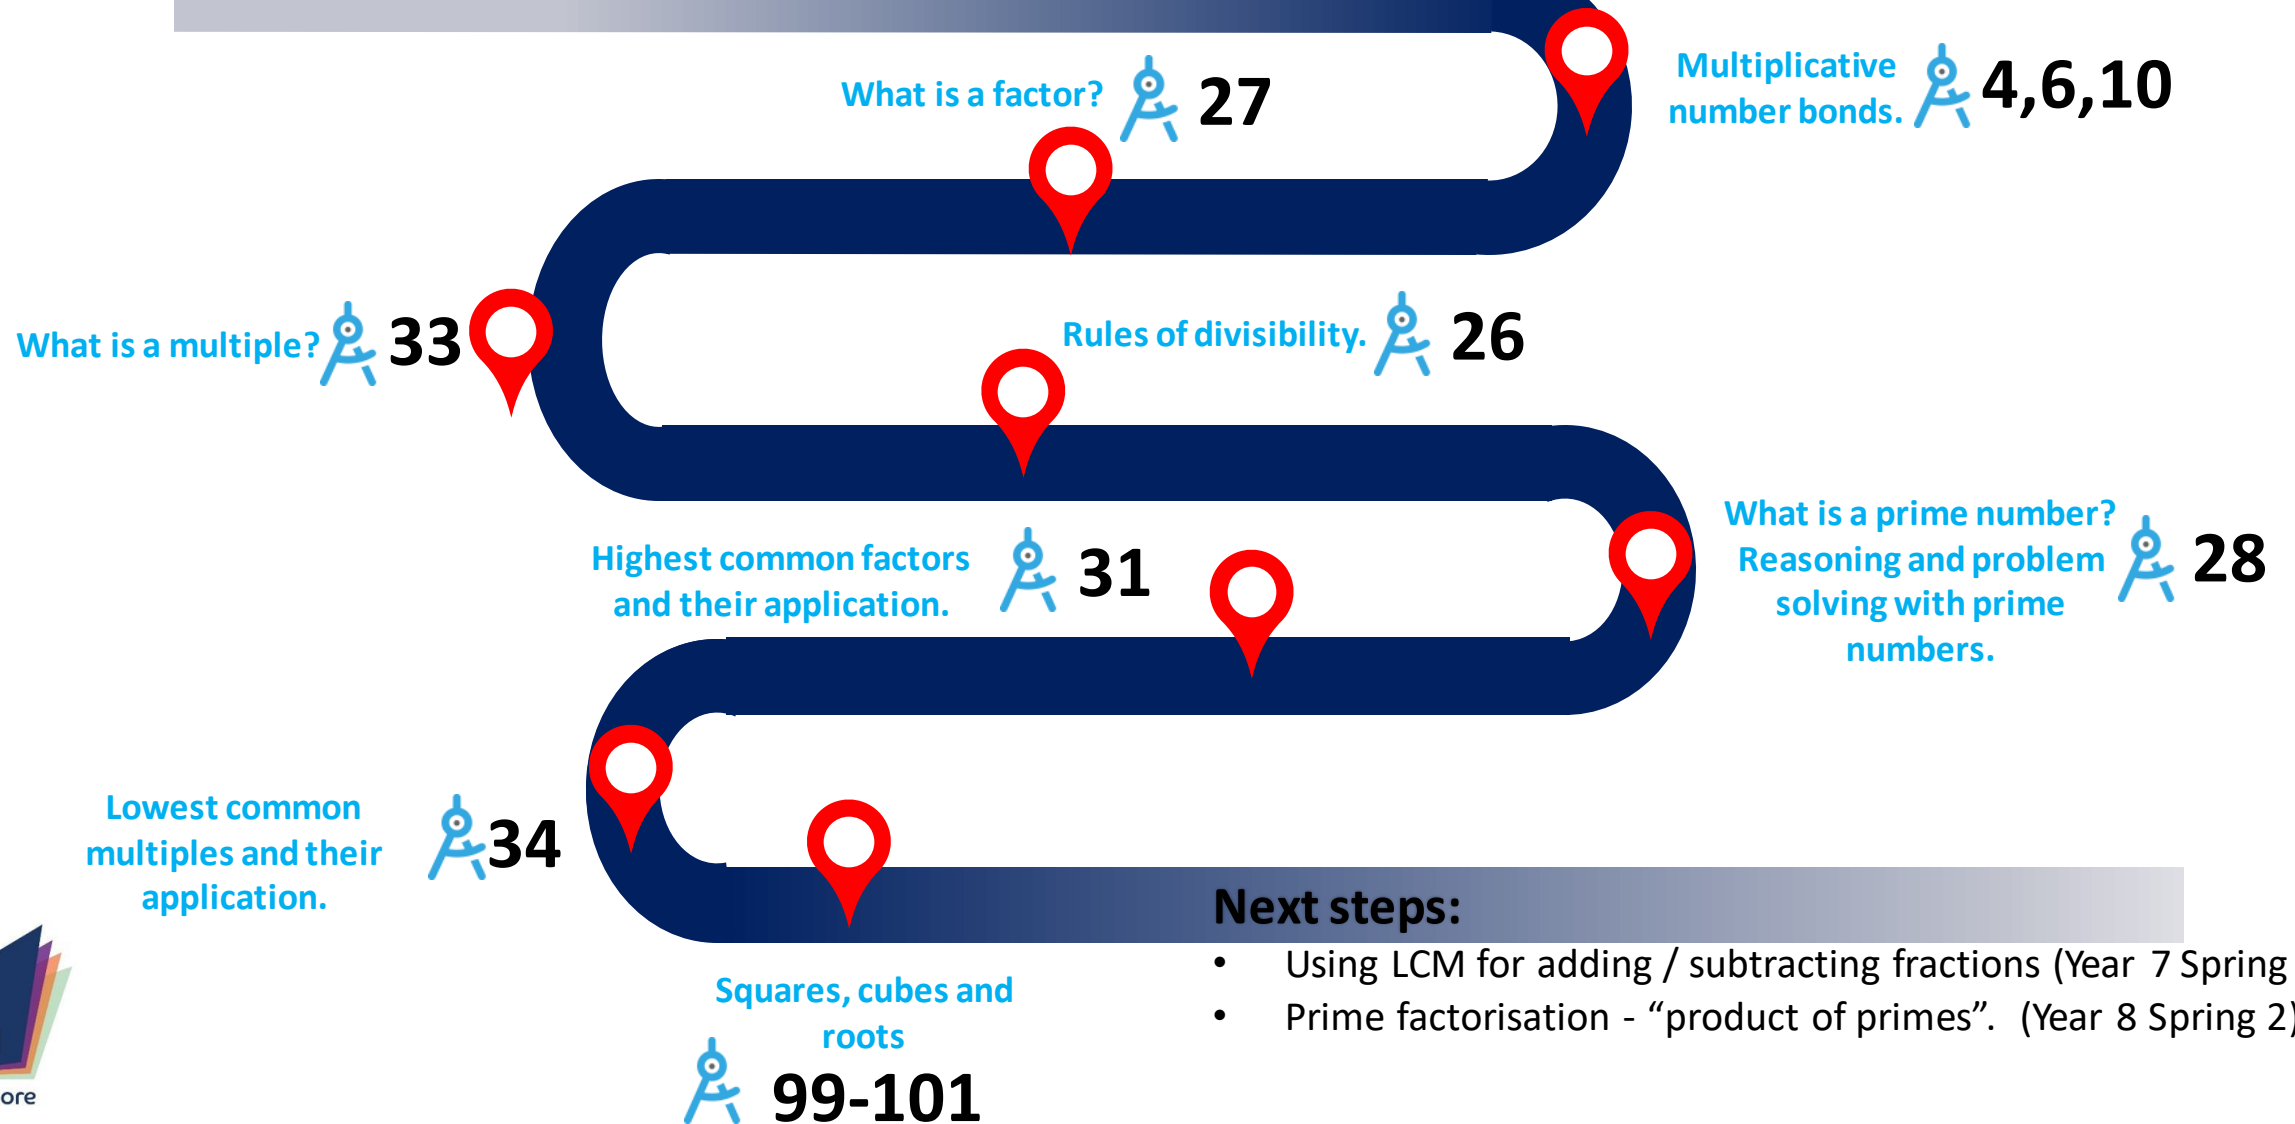 Multiplicative
number bonds.
4,6,10
What is a factor?
27
What is a multiple?
33
Rules of divisibility.
26
What is a prime number?
Reasoning and problem
solving with prime
numbers.
28
Highest common factors
and their application.
31
Lowest common
multiples and their
application.
34
Squares, cubes and
roots
99-101
Next steps:
• Using LCM for adding / subtracting fractions (Year 7 Spring
• Prime factorisation - “product of primes”. (Year 8 Spring 2)
ore